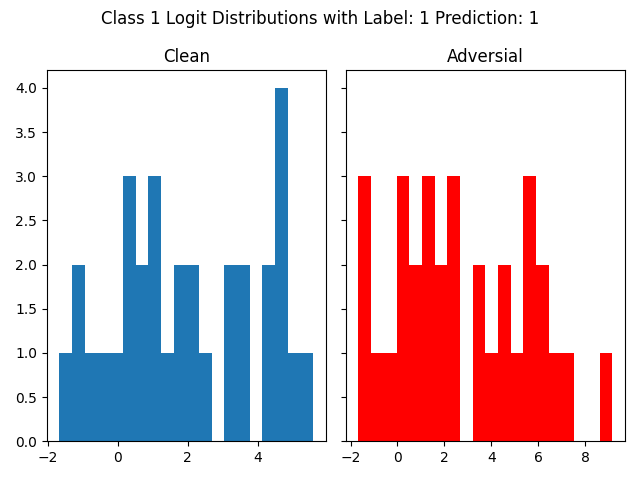 Class 1 Logit Distributions with Label: 1 Prediction: 1
Clean
Adversial
4.0
3.5
3.0
2.5
2.0
1.5
1.0
0.5
0.0
−2 0 2 4
−2 0 2 4 6 8